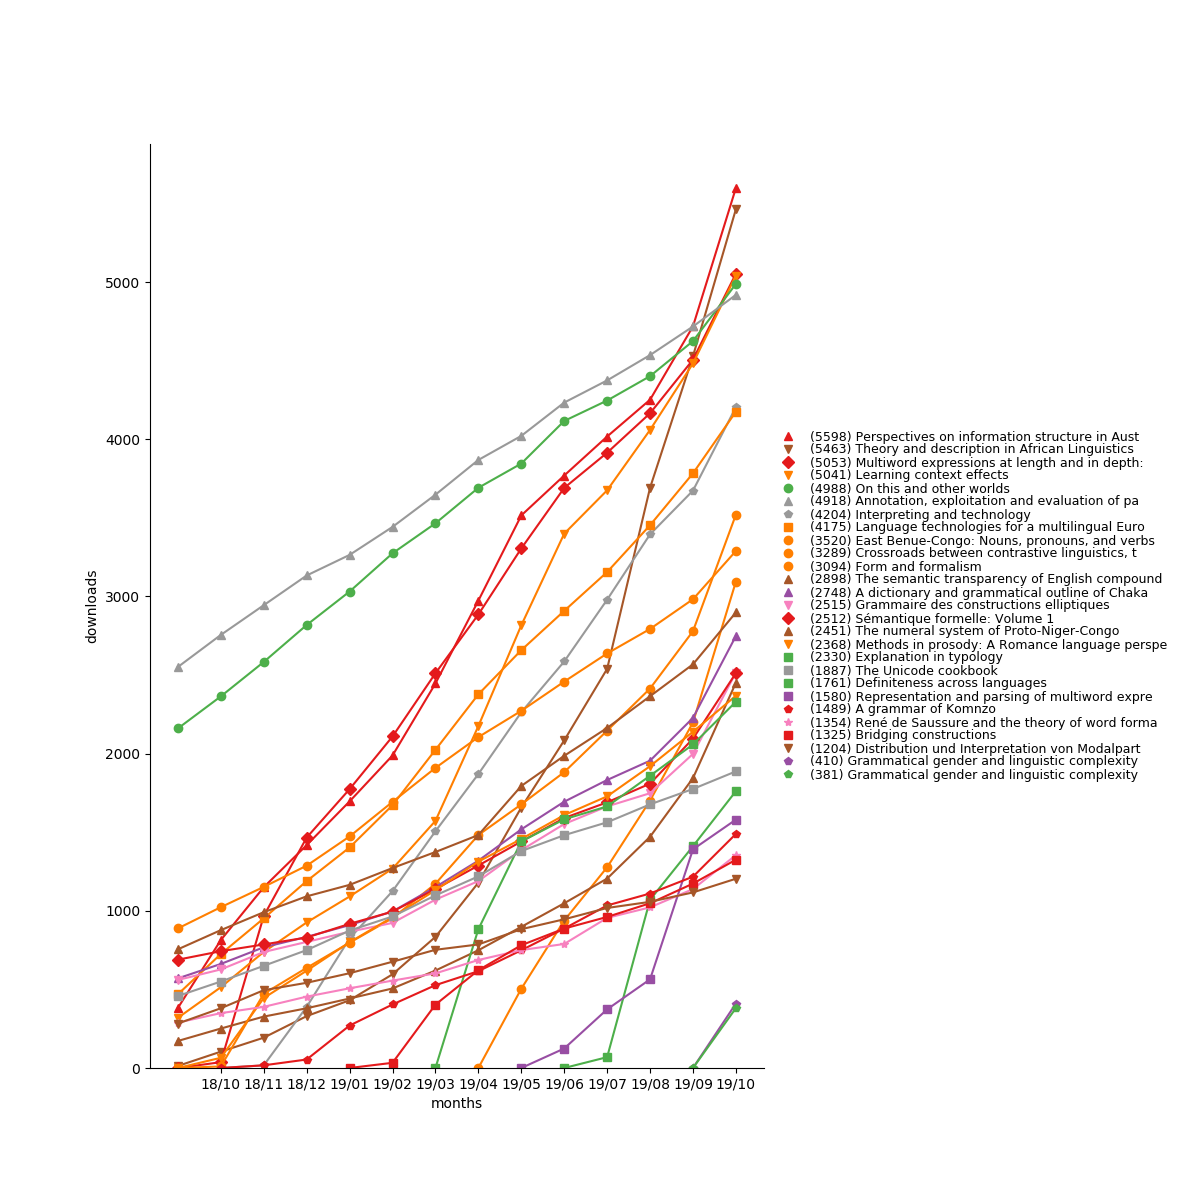 5000
4000
3000
2000
1000
0
downloads
18/10 18/11 18/12 19/01 19/02 19/03 19/04 19/05 19/06 19/07 19/08 19/09 19/10
months
(5598) Perspectives on information structure in Aust
(5463) Theory and description in African Linguistics
(5053) Multiword expressions at length and in depth:
(5041) Learning context effects
(4988) On this and other worlds
(4918) Annotation, exploitation and evaluation of pa
(4204) Interpreting and technology
(4175) Language technologies for a multilingual Euro
(3520) East Benue-Congo: Nouns, pronouns, and verbs
(3289) Crossroads between contrastive linguistics, t
(3094) Form and formalism
(2898) The semantic transparency of English compound
(2748) A dictionary and grammatical outline of Chaka
(2515) Grammaire des constructions elliptiques
(2512) Sémantique formelle: Volume 1
(2451) The numeral system of Proto-Niger-Congo
(2368) Methods in prosody: A Romance language perspe
(2330) Explanation in typology
(1887) The Unicode cookbook
(1761) Definiteness across languages
(1580) Representation and parsing of multiword expre
(1489) A grammar of Komnzo
(1354) René de Saussure and the theory of word forma
(1325) Bridging constructions
(1204) Distribution und Interpretation von Modalpart
(410) Grammatical gender and linguistic complexity
(381) Grammatical gender and linguistic complexity